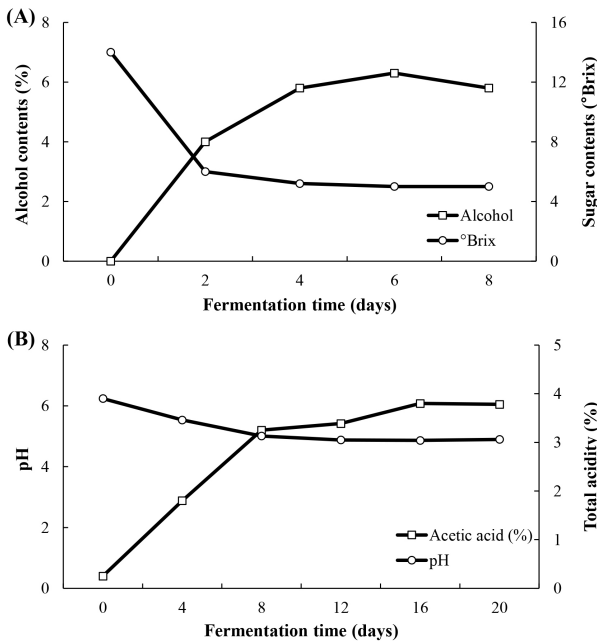 (A)
8
6
4
2
0
Alcohol contents (%)
16
12
8
4
0
Sugar contents (°Brix)
Alcohol
°Brix
0 2 4 6 8
Fermentation time (days)
(B)
8
6
4
2
0
pH
5
4
3
2
1
0
Total acidity (%)
Acetic acid (%)
pH
0 4 8 12 16 20
Fermentation time (days)